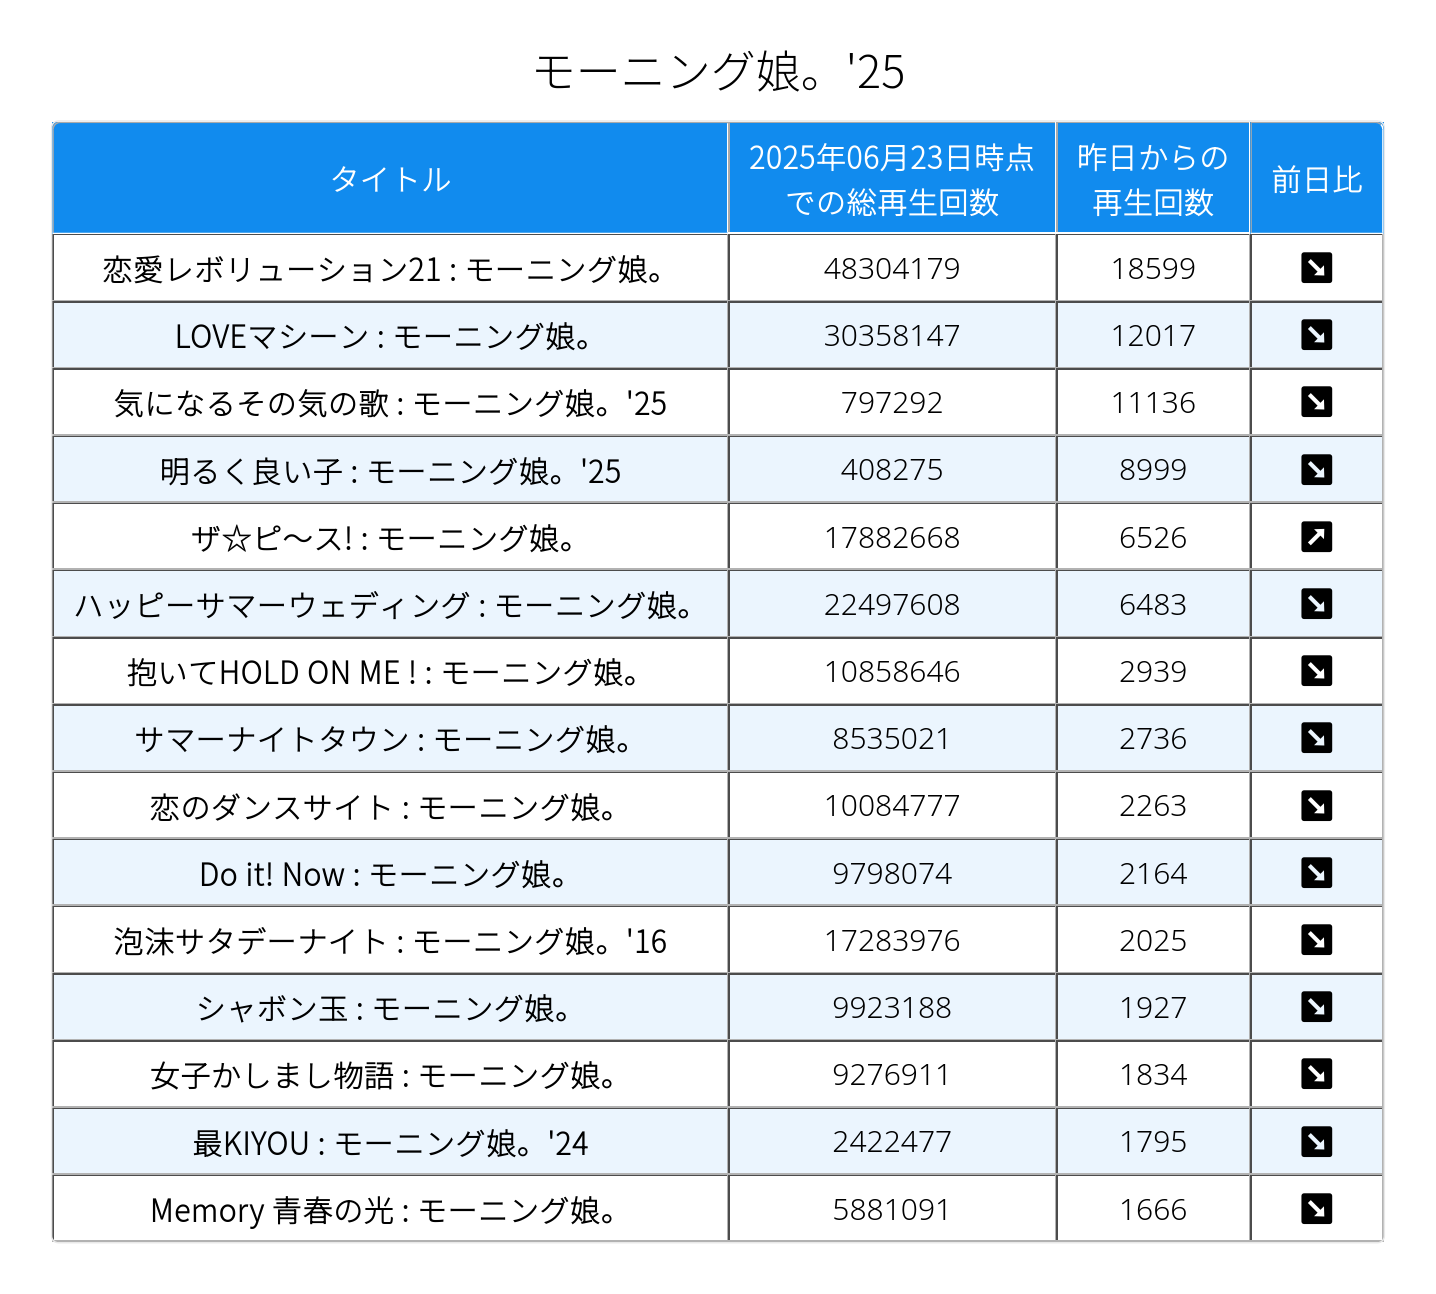 モーニング娘。'25
タイトル 2025年06月23日時点での総再生回数 昨日からの再生回数 前日比
恋愛レボリューション21 : モーニング娘。 48304179 18599 ↘
LOVEマシーン : モーニング娘。 30358147 12017 ↘
気になるその気の歌 : モーニング娘。'25 797292 11136 ↘
明るく良い子 : モーニング娘。'25 408275 8999 ↘
ザ☆ピ〜ス! : モーニング娘。 17882668 6526 ↗
ハッピーサマーウェディング : モーニング娘。 22497608 6483 ↘
抱いてHOLD ON ME ! : モーニング娘。 10858646 2939 ↘
サマーナイトタウン : モーニング娘。 8535021 2736 ↘
恋のダンスサイト : モーニング娘。 10084777 2263 ↘
Do it! Now : モーニング娘。 9798074 2164 ↘
泡沫サタデーナイト : モーニング娘。'16 17283976 2025 ↘
シャボン玉 : モーニング娘。 9923188 1927 ↘
女子かしまし物語 : モーニング娘。 9276911 1834 ↘
最KIYOU : モーニング娘。'24 2422477 1795 ↘
Memory 青春の光 : モーニング娘。 5881091 1666 ↘